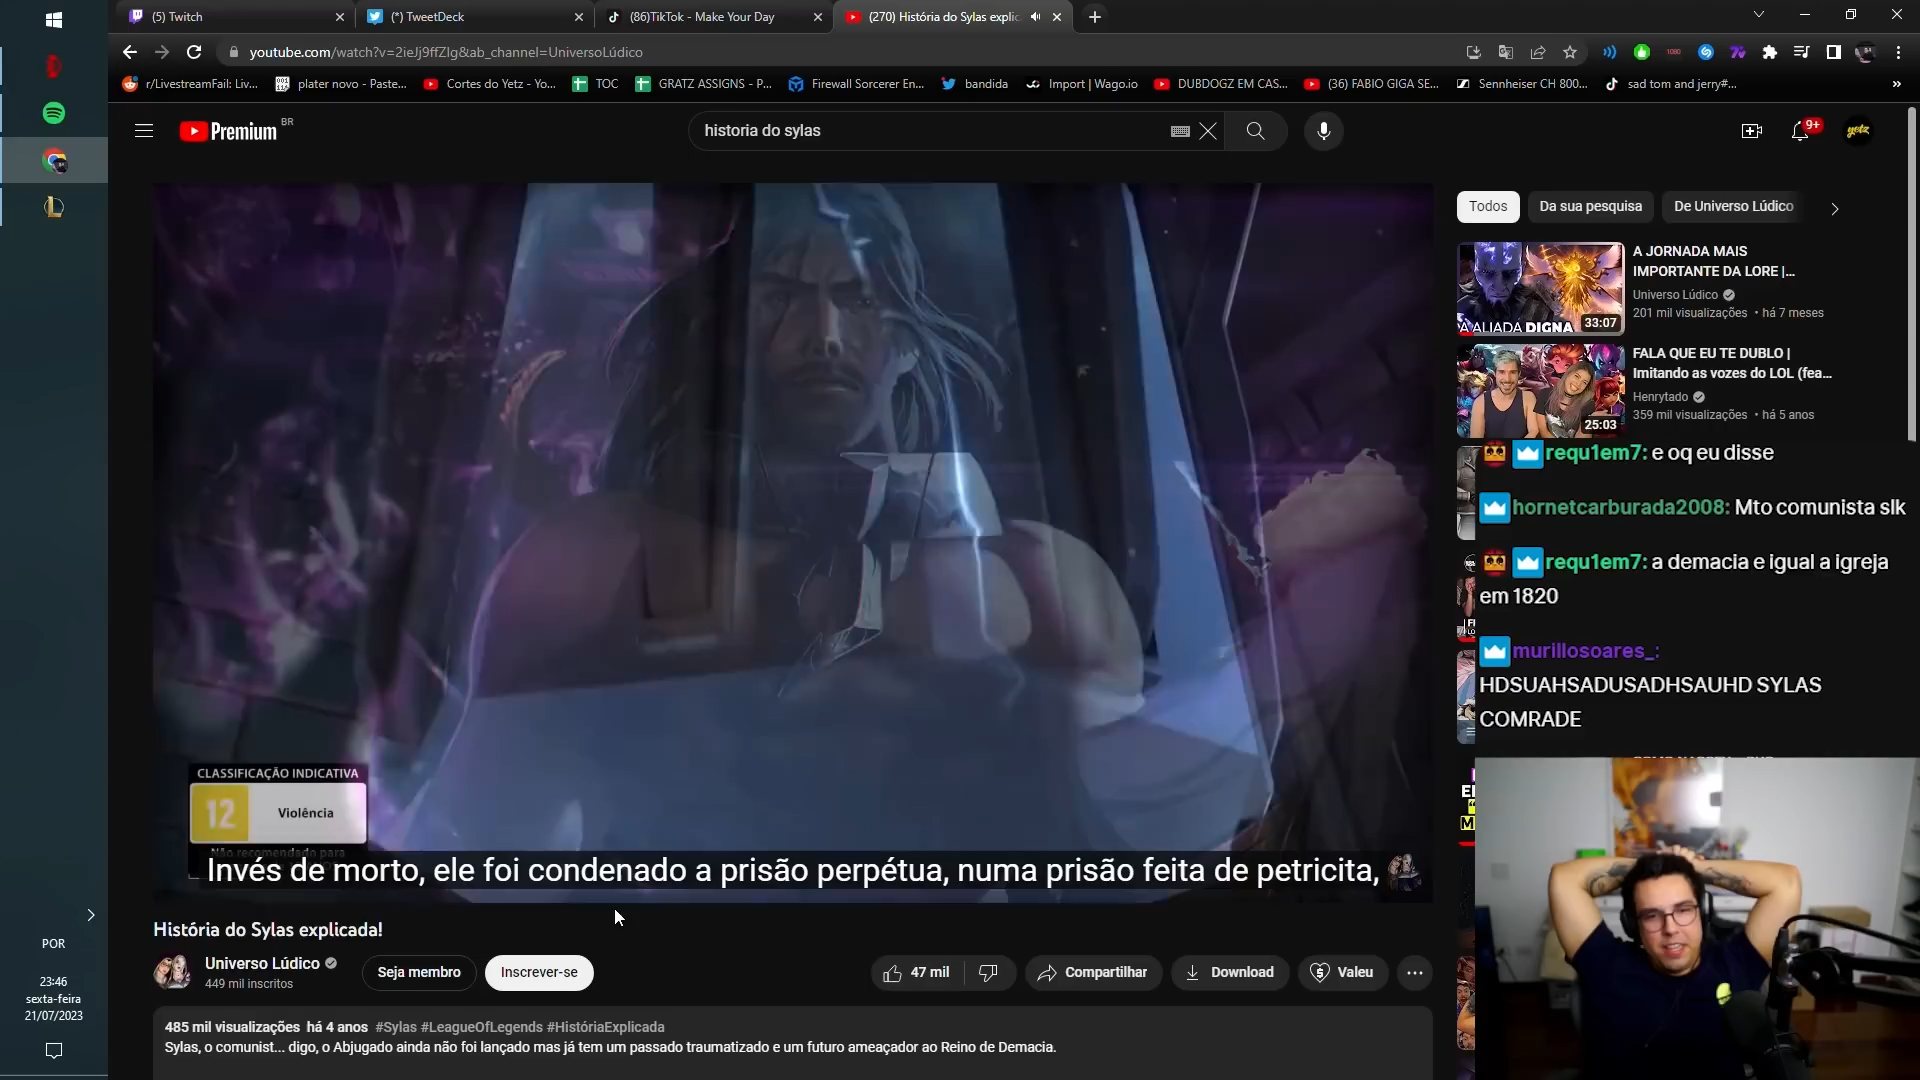 (5) Twitch
(*) TweetDeck
(86)TikTok - Make Your Day
(270) História do Sylas explic
youtube.com/watch?v=2ieJj9ffZIg&ab_channel=UniversoLúdico
r/LivestreamFail: Liv...
plater novo - Paste...
Cortes do Yetz - Yo...
TOC
GRATZ ASSIGNS - P...
Firewall Sorcerer En...
bandida
Import | Wago.io
DUBDOGZ EM CAS...
(36) FABIO GIGA SE...
Sennheiser CH 800...
sad tom and jerry#...
Premium BR
historia do sylas
9+
yetz
Todos
Da sua pesquisa
De Universo Lúdico
A JORNADA MAIS
IMPORTANTE DA LORE |...
Universo Lúdico
201 mil visualizações • há 7 meses
A ALIADA DIGNA
33:07
FALA QUE EU TE DUBLO |
Imitando as vozes do LOL (fea...
Henrytado
359 mil visualizações • há 5 anos
25:03
requ1em7: e oq eu disse
hornetcarburada2008: Mto comunista slk
requ1em7: a demacia e igual a igreja
em 1820
murillosoares_:
HDSUAHSADUSADHSAUHD SYLAS
COMRADE
CLASSIFICAÇÃO INDICATIVA
12
Violência
Não recomendado para
Invés de morto, ele foi condenado a prisão perpétua, numa prisão feita de petricita,
História do Sylas explicada!
Universo Lúdico
449 mil inscritos
Seja membro
Inscrever-se
47 mil
Compartilhar
Download
Valeu
485 mil visualizações há 4 anos #Sylas #LeagueOfLegends #HistóriaExplicada
Sylas, o comunist... digo, o Abjugado ainda não foi lançado mas já tem um passado traumatizado e um futuro ameaçador ao Reino de Demacia.
POR
23:46
sexta-feira
21/07/2023